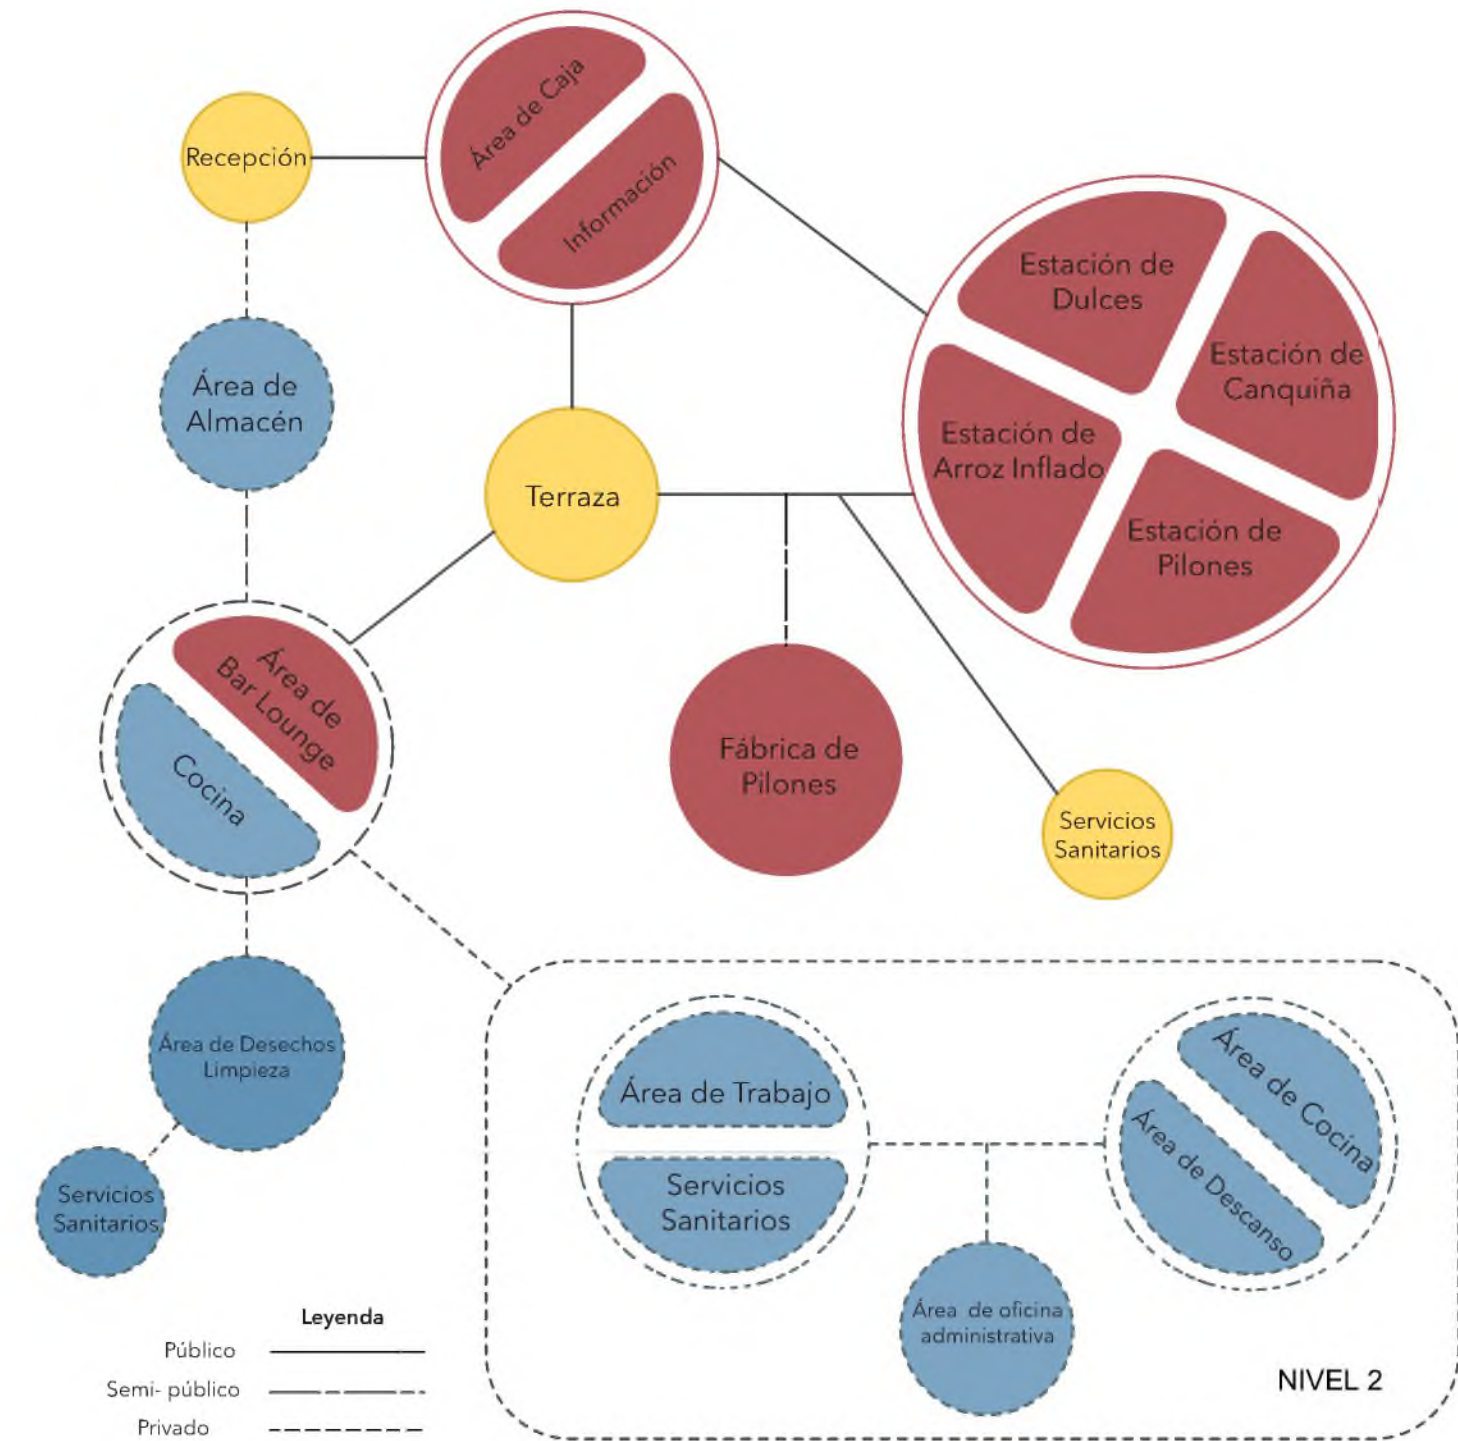 Área de Caja
Información
Recepción
Estación de
Dulces
Estación de
Canquiña
Estación de
Arroz Inflado
Estación de
Pilones
Área de
Almacén
Terraza
Área de
Bar Lounge
Cocina
Fábrica de
Pilones
Servicios
Sanitarios
Área de Desechos
Limpieza
Servicios
Sanitarios
Área de Trabajo
Servicios
Sanitarios
Área de Cocina
Área de Descanso
Área de oficina
administrativa
NIVEL 2
Leyenda
Público
Semi- público
Privado